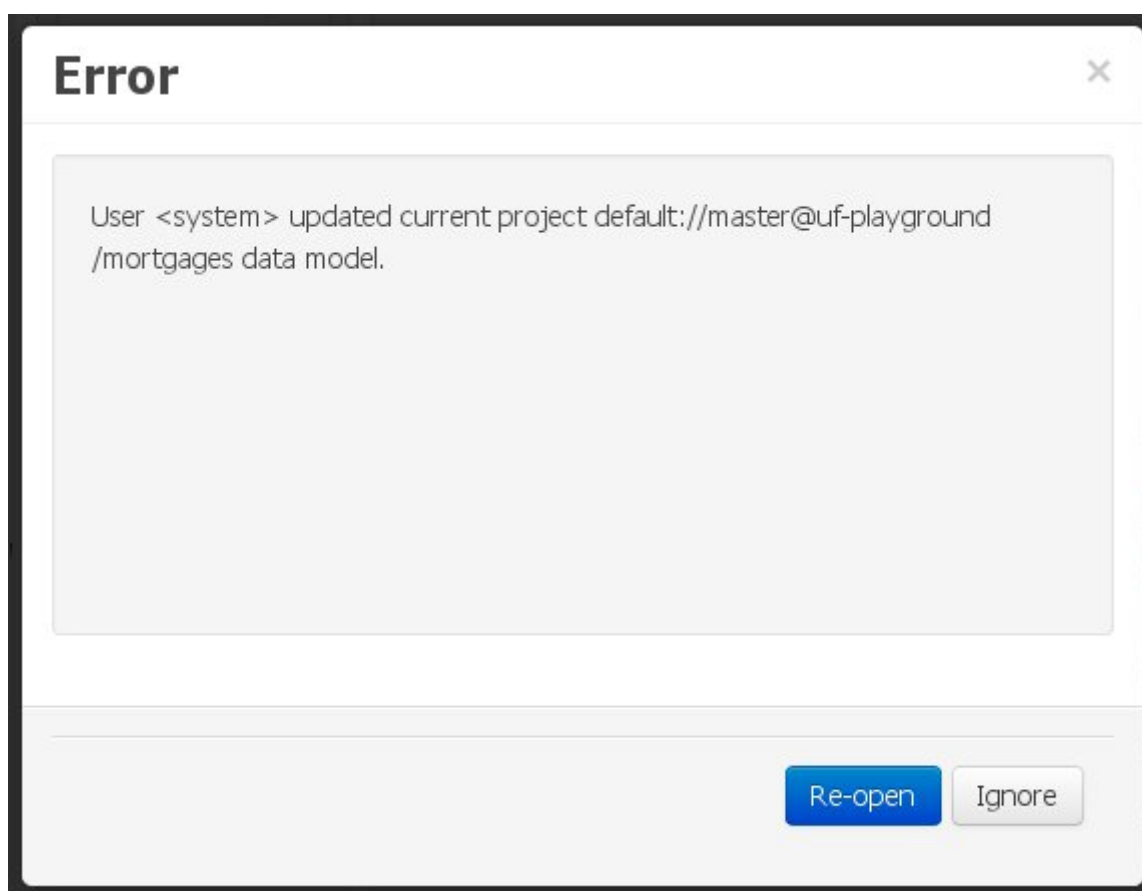 Error
×
User <system> updated current project default://master@uf-playground
/mortgages data model.
Re-open
Ignore